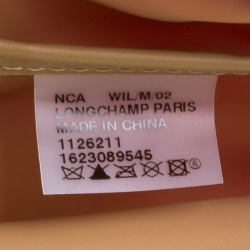 NCA WIL/M/02
LONGCHAMP PARIS
MADE IN CHINA
1126211
1623089545